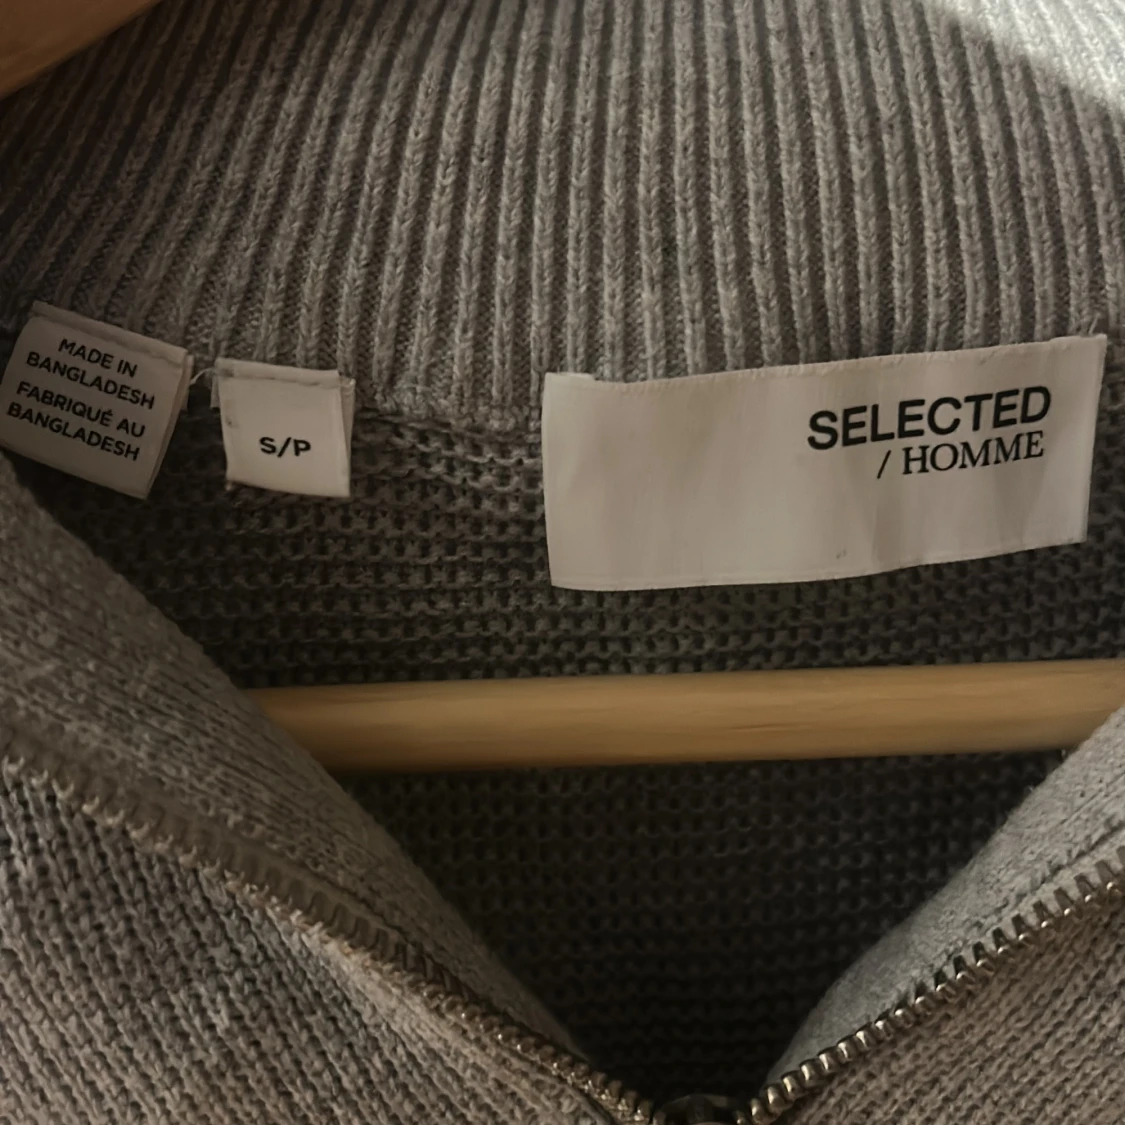 MADE IN
BANGLADESH
FABRIQUÉ AU
BANGLADESH
S/P
SELECTED
/ HOMME